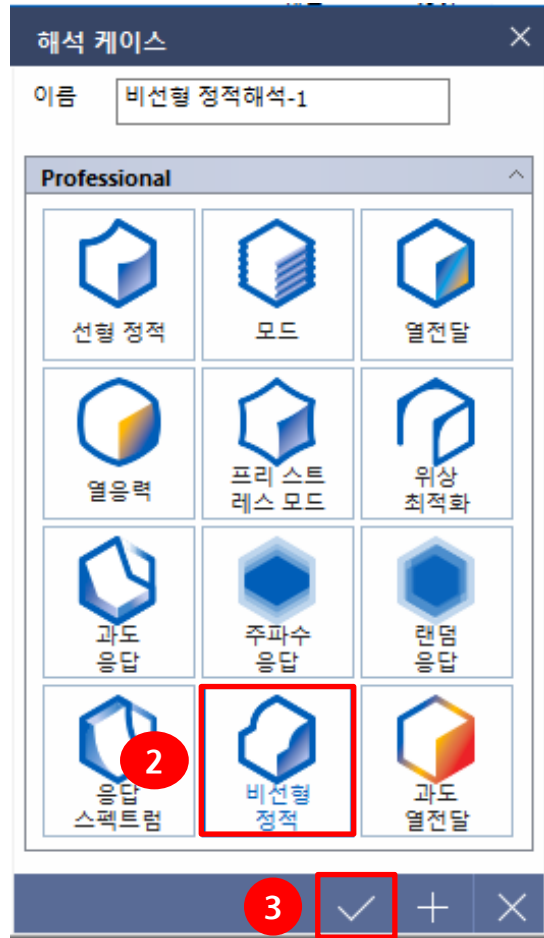 해석 케이스
이름
비선형 정적해석-1
Professional
선형 정적
모드
열전달
열응력
프리 스트
레스 모드
위상
최적화
과도
응답
주파수
응답
랜덤
응답
2
응답
스펙트럼
비선형
정적
과도
열전달
3